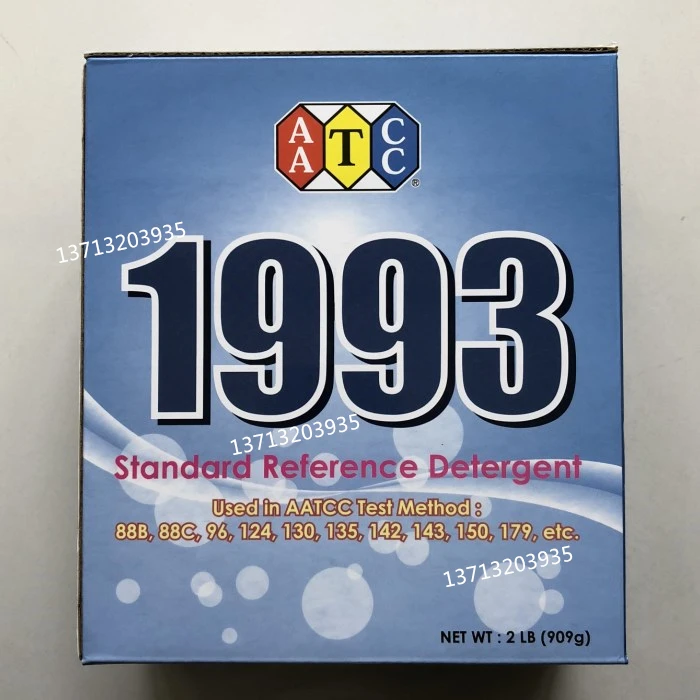 AATCC®
13713203935
1993
13713203935
Standard Reference Detergent
Used in AATCC Test Method :
88B, 88C, 96, 124, 130, 135, 142, 143, 150, 179, etc.
13713203935
NET WT : 2 LB (909g)